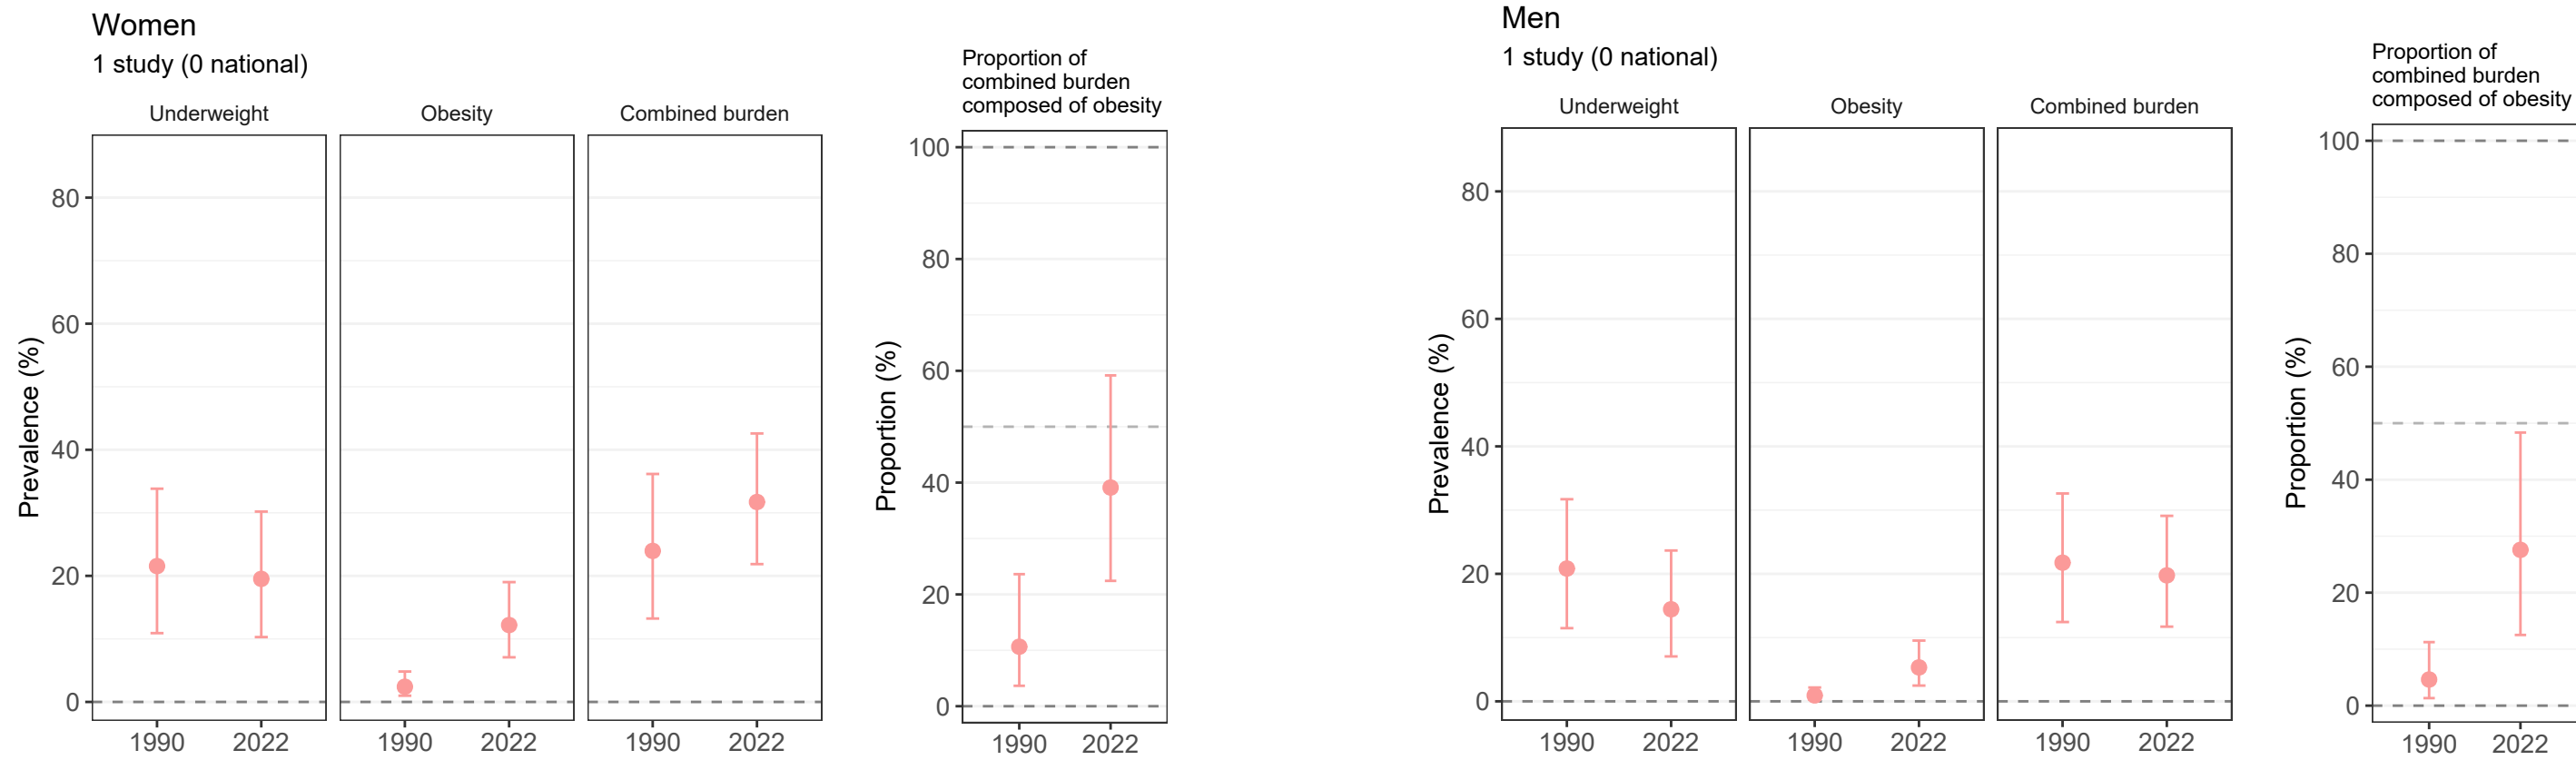 Women
1 study (0 national)
Underweight
Obesity
Combined burden
Prevalence (%)
80
60
40
20
0
1990 2022
1990 2022
1990 2022
Proportion of
combined burden
composed of obesity
Proportion (%)
100
80
60
40
20
0
1990 2022
Men
1 study (0 national)
Underweight
Obesity
Combined burden
Prevalence (%)
80
60
40
20
0
1990 2022
1990 2022
1990 2022
Proportion of
combined burden
composed of obesity
Proportion (%)
100
80
60
40
20
0
1990 2022